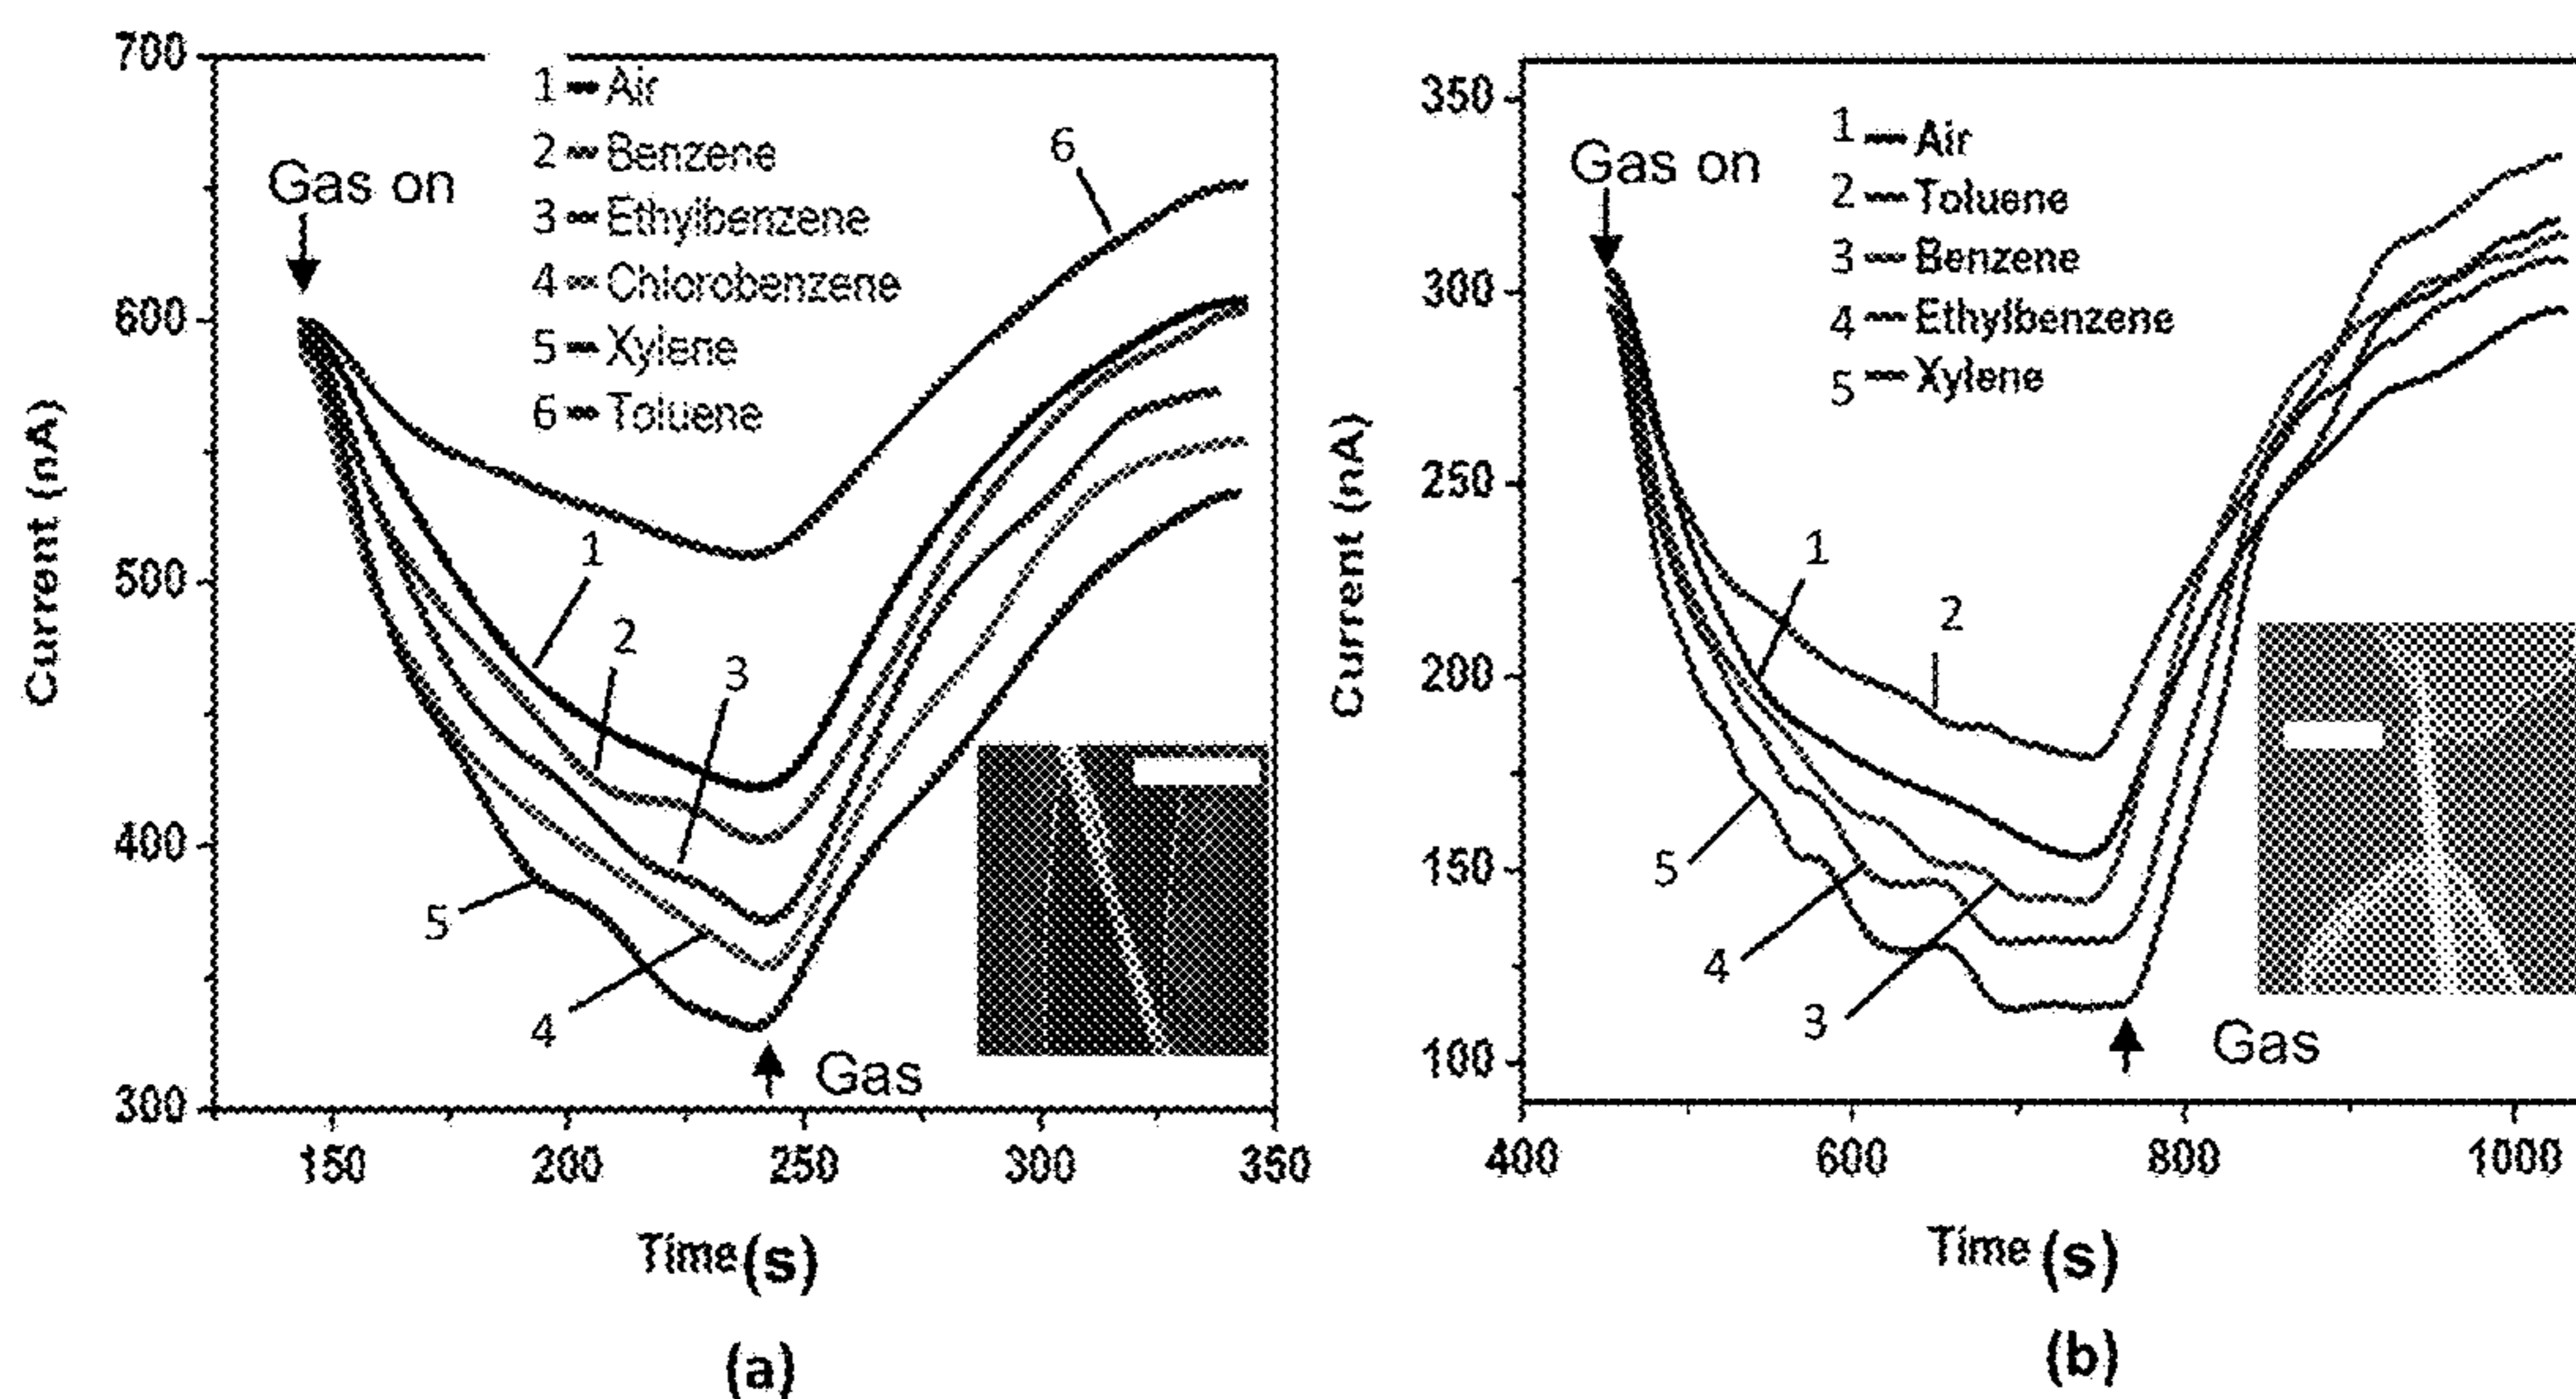 700
600
500
400
300
Current (nA)
Gas on
1 Air
2 Benzene
3 Ethylbenzene
4 Chlorobenzene
5 Xylene
6 Toluene
6
1
2
3
5
4
Gas
150 200 250 300 350
Time (s)
(a)
350
300
250
200
150
100
Current (nA)
Gas on
1 Air
2 Toluene
3 Benzene
4 Ethylbenzene
5 Xylene
1
2
5
4
3
Gas
400 600 800 1000
Time (s)
(b)